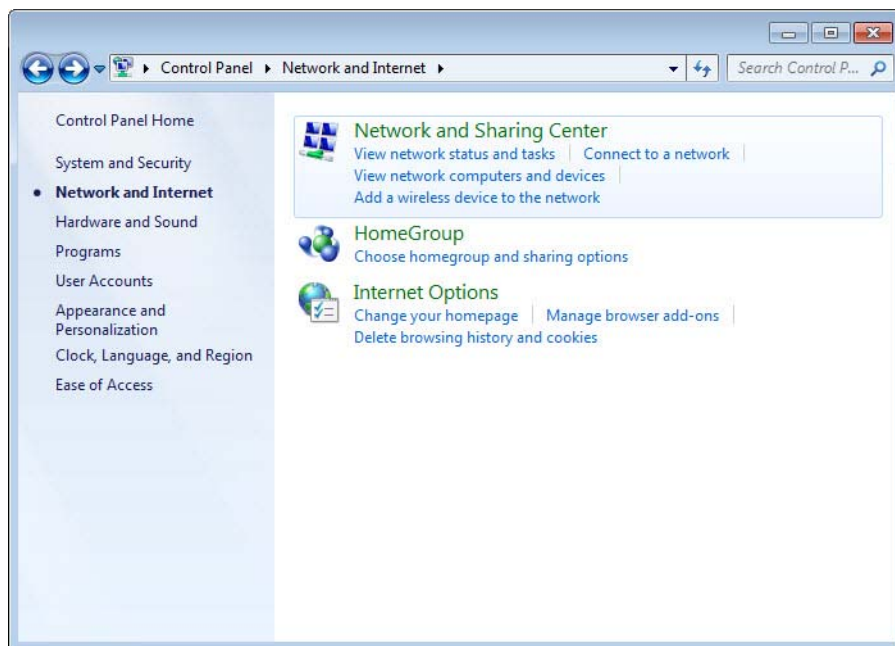 Control Panel Network and Internet
Search Control P...
Control Panel Home
System and Security
Network and Internet
Hardware and Sound
Programs
User Accounts
Appearance and
Personalization
Clock, Language, and Region
Ease of Access
Network and Sharing Center
View network status and tasks Connect to a network
View network computers and devices
Add a wireless device to the network
HomeGroup
Choose homegroup and sharing options
Internet Options
Change your homepage Manage browser add-ons
Delete browsing history and cookies